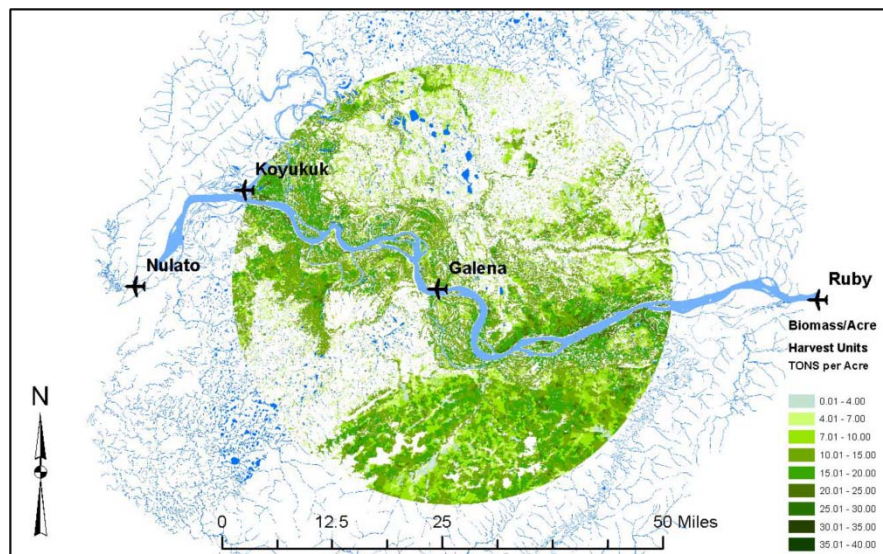 Koyukuk
Nulato
Galena
Ruby
Biomass/Acre
Harvest Units
TONS per Acre
0.01 - 4.00
4.01 - 7.00
7.01 - 10.00
10.01 - 15.00
15.01 - 20.00
20.01 - 25.00
25.01 - 30.00
30.01 - 35.00
35.01 - 40.00
N
0 12.5 25 50 Miles